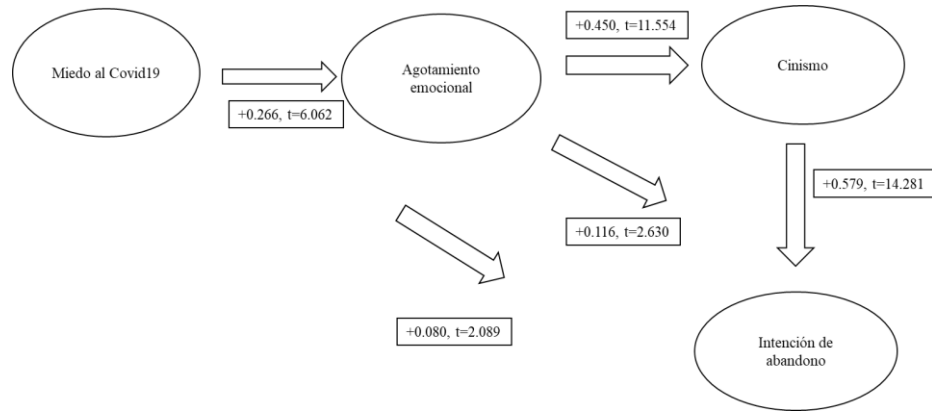 Miedo al Covid19
+0.266, t=6.062
Agotamiento
emocional
+0.450, t=11.554
Cinismo
+0.579, t=14.281
+0.116, t=2.630
+0.080, t=2.089
Intención de
abandono